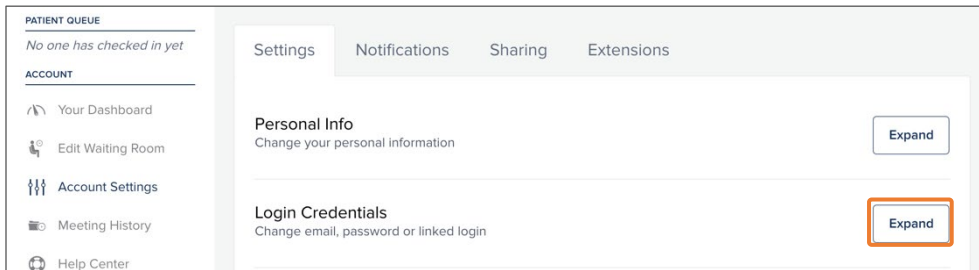 PATIENT QUEUE
No one has checked in yet
ACCOUNT
Your Dashboard
Edit Waiting Room
Account Settings
Meeting History
Help Center
Settings
Notifications
Sharing
Extensions
Personal Info
Change your personal information
Expand
Login Credentials
Change email, password or linked login
Expand